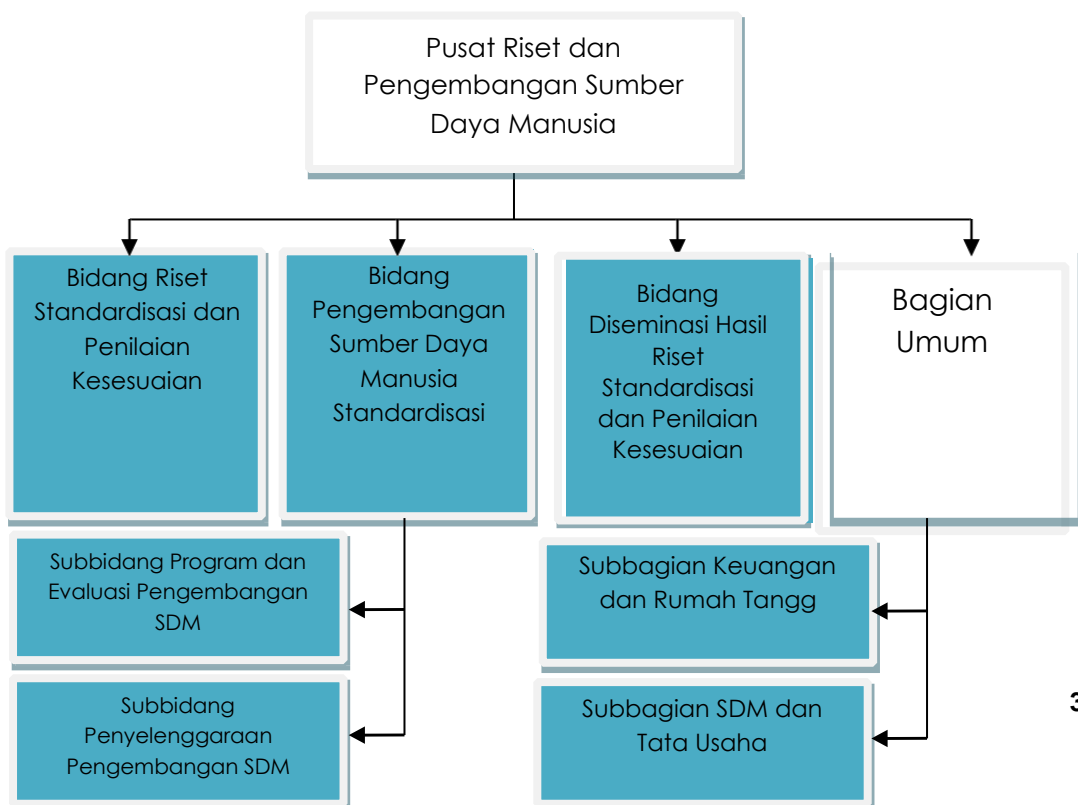 Pusat Riset dan
Pengembangan Sumber
Daya Manusia
Bidang Riset
Standardisasi dan
Penilaian
Kesesuaian
Bidang
Pengembangan
Sumber Daya
Manusia
Standardisasi
Bidang
Diseminasi Hasil
Riset
Standardisasi
dan Penilaian
Kesesuaian
Bagian
Umum
Subbidang Program dan
Evaluasi Pengembangan
SDM
Subbagian Keuangan
dan Rumah Tangg
Subbidang
Penyelenggaraan
Pengembangan SDM
Subbagian SDM dan
Tata Usaha
3